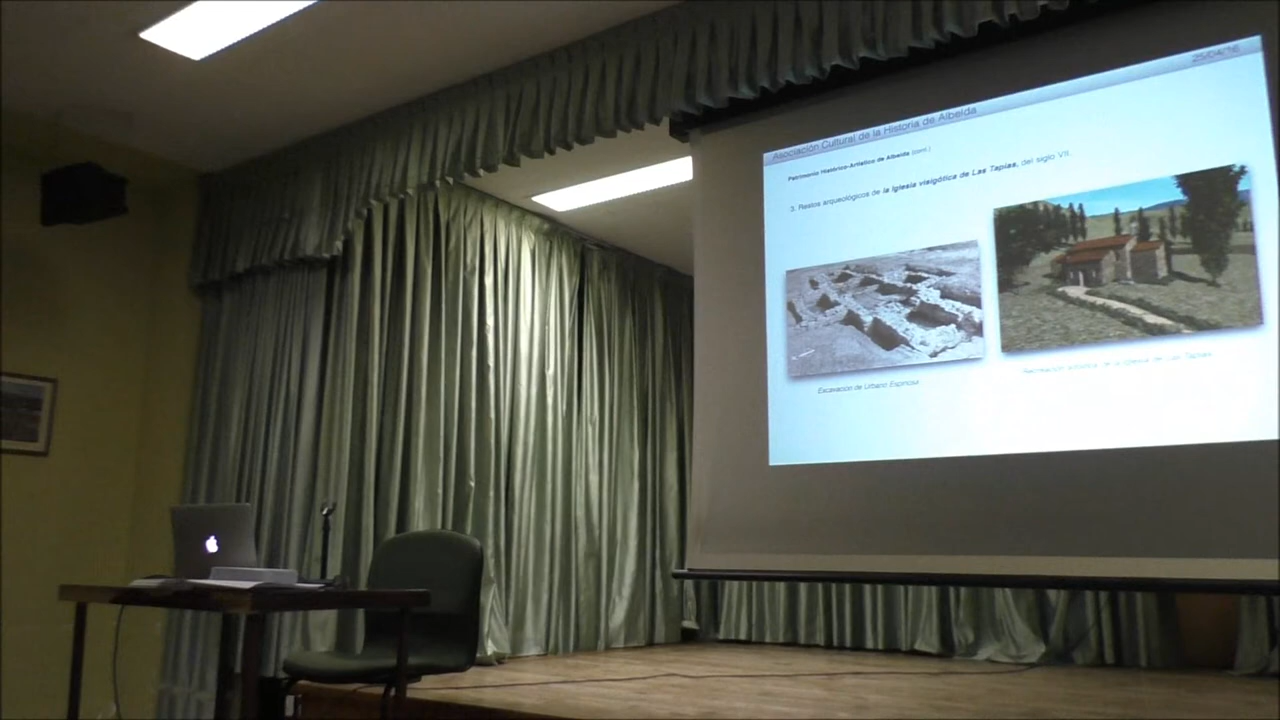 25/04/16
Asociación Cultural de la Historia de Albelda
Patrimonio Histórico-Artístico de Albelda (cont.)
3. Restos arqueológicos de la Iglesia visigótica de Las Tapias, del siglo VII.
Excavación de Urbano Espinosa
Recreación artística de la iglesia de Las Tapias